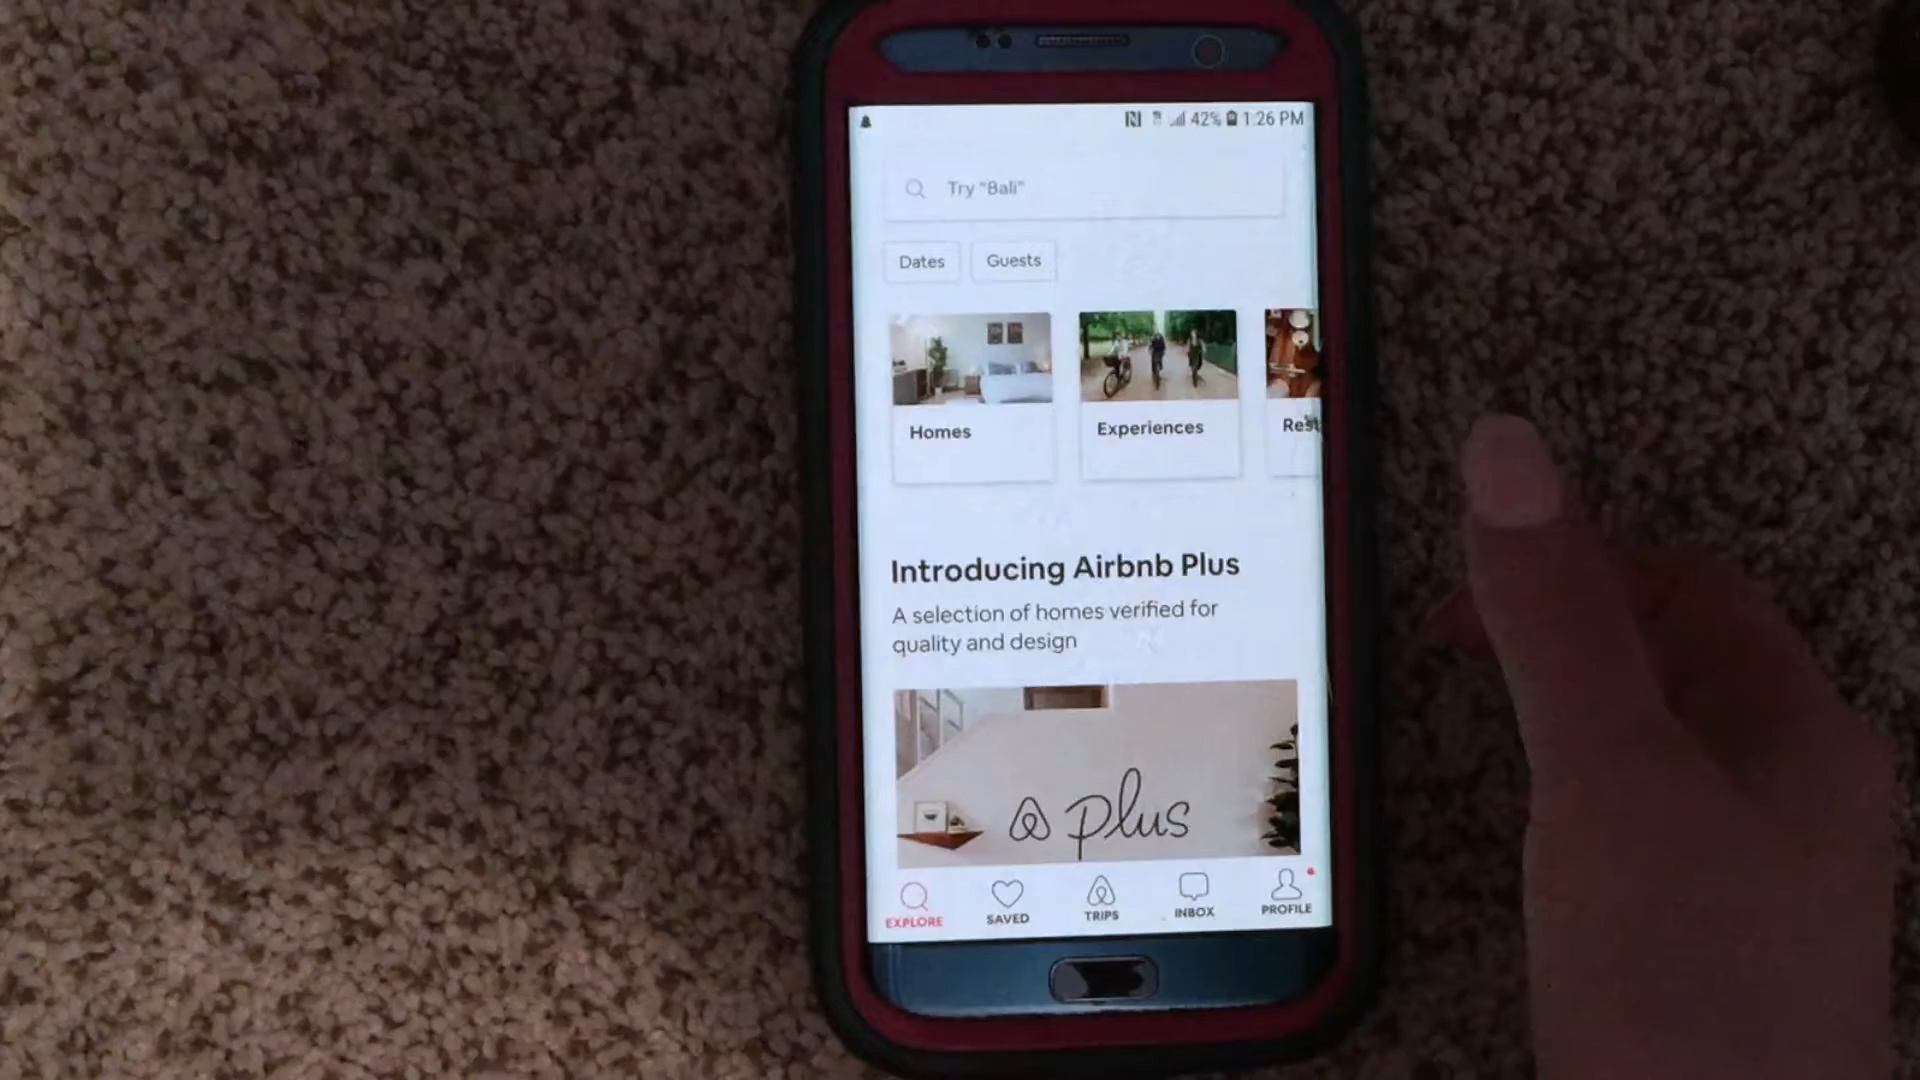 42% 1:26 PM
Try "Bali"
Dates Guests
Homes Experiences Rest
Introducing Airbnb Plus
A selection of homes verified for
quality and design
plus
EXPLORE SAVED TRIPS INBOX PROFILE